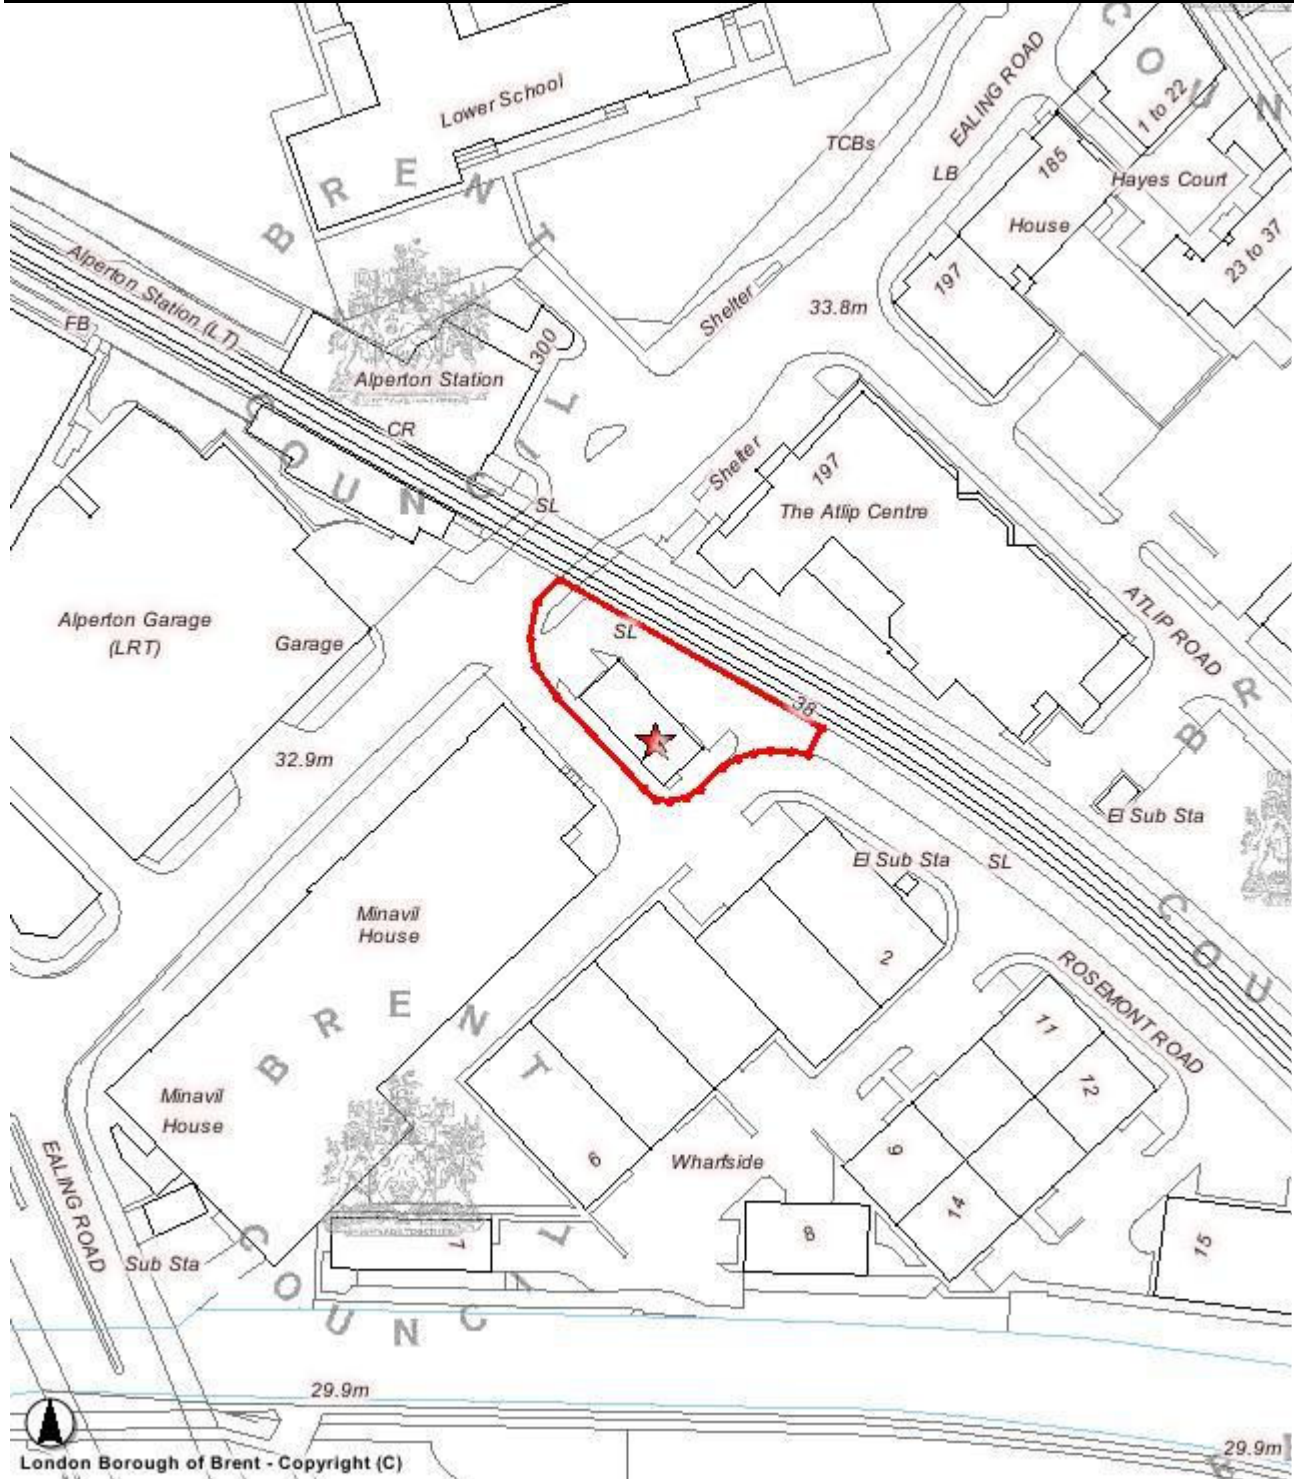 Lower School
TCBs
EALING ROAD
1 to 22
LB
185
Hayes Court
House
197
23 to 37
Alperton Station (LT)
FB
Shelter
33.8m
300
Alperton Station
CR
SL
Shelter
197
The Atlip Centre
Alperton Garage
(LRT)
Garage
SL
ATLIP ROAD
38
32.9m
El Sub Sta
El Sub Sta
SL
Minavil
House
2
ROSEMONT ROAD
11
12
Minavil
House
9
6
Wharfside
14
EALING ROAD
7
8
15
Sub Sta
BRENT
COUNCIL
BRENT
COUNCIL
29.9m
29.9m
London Borough of Brent - Copyright (C)